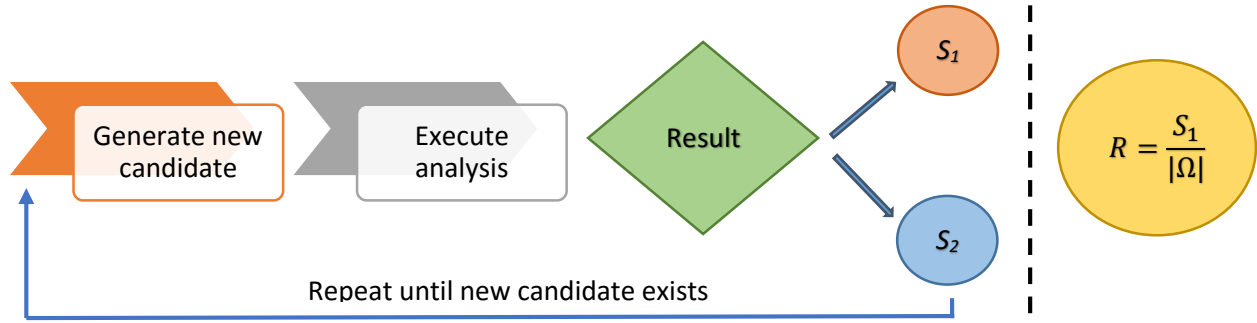 Generate new
candidate
Execute
analysis
Result
S₁
S₂
R = S₁ / |Ω|
Repeat until new candidate exists